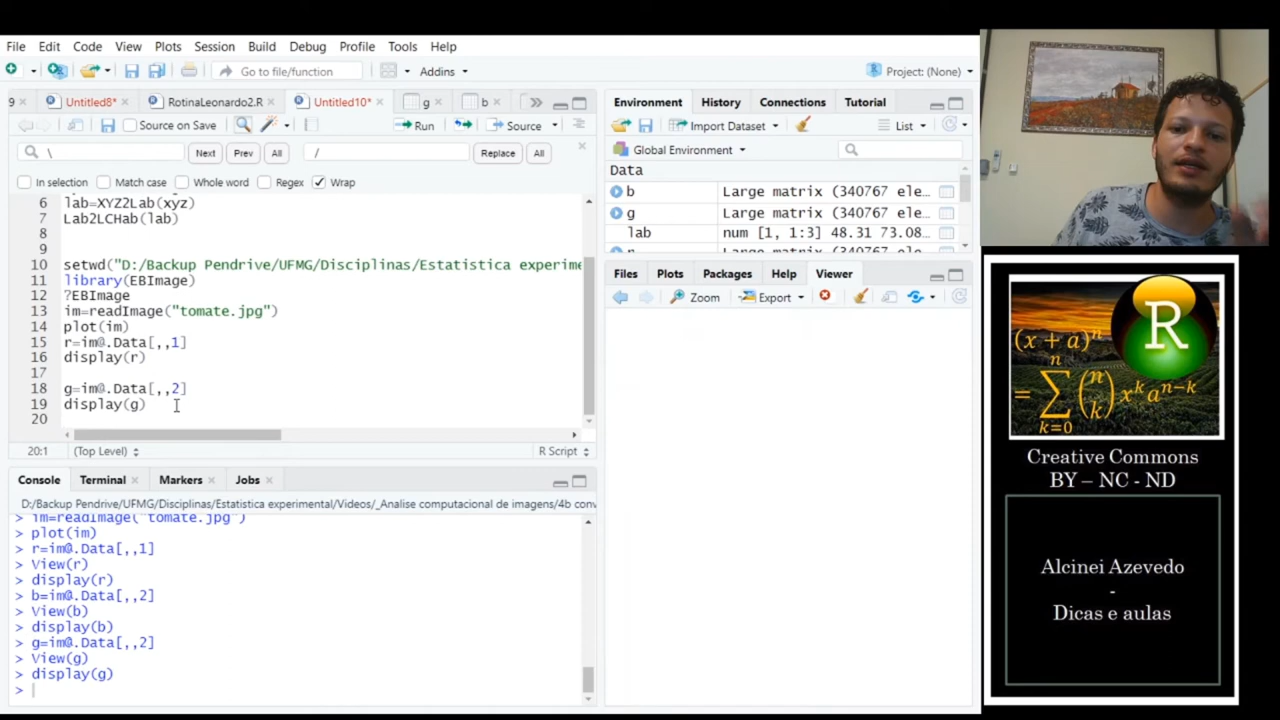 File Edit Code View Plots Session Build Debug Profile Tools Help
Go to file/function Addins Project: (None)
9 Untitled8* RotinaLeonardo2.R Untitled10* g b
Source on Save Run Source
\ Next Prev All / Replace All
In selection Match case Whole word Regex Wrap
6 lab=XYZ2Lab(xyz)
7 Lab2LCHab(lab)
8
9
10 setwd("D:/Backup Pendrive/UFMG/Disciplinas/Estatistica experime
11 library(EBImage)
12 ?EBImage
13 im=readImage("tomate.jpg")
14 plot(im)
15 r=im@.Data[,,1]
16 display(r)
17
18 g=im@.Data[,,2]
19 display(g)
20
20:1 (Top Level) R Script
Console Terminal Markers Jobs
D:/Backup Pendrive/UFMG/Disciplinas/Estatistica experimental/Videos/_Analise computacional de imagens/4b conv
> im=readImage("tomate.jpg")
> plot(im)
> r=im@.Data[,,1]
> View(r)
> display(r)
> b=im@.Data[,,2]
> View(b)
> display(b)
> g=im@.Data[,,2]
> View(g)
> display(g)
>
Environment History Connections Tutorial
Import Dataset List
Global Environment
Data
b Large matrix (340767 ele…
g Large matrix (340767 ele…
lab num [1, 1:3] 48.31 73.08…
Files Plots Packages Help Viewer
Zoom Export
(x + a)ⁿ
= ∑ₖ₌₀ⁿ (ⁿₖ) xᵏaⁿ⁻ᵏ
R
Creative Commons
BY – NC - ND
Alcinei Azevedo
-
Dicas e aulas